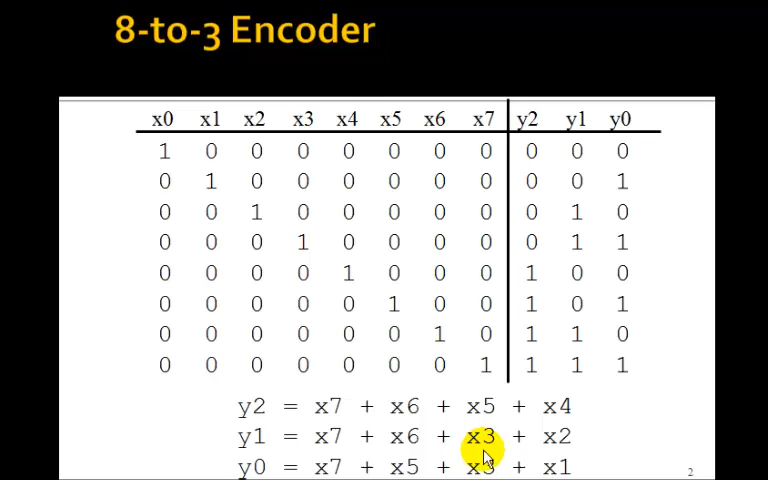 8-to-3 Encoder
x0 x1 x2 x3 x4 x5 x6 x7 y2 y1 y0
1 0 0 0 0 0 0 0 0 0 0
0 1 0 0 0 0 0 0 0 0 1
0 0 1 0 0 0 0 0 0 1 0
0 0 0 1 0 0 0 0 0 1 1
0 0 0 0 1 0 0 0 1 0 0
0 0 0 0 0 1 0 0 1 0 1
0 0 0 0 0 0 1 0 1 1 0
0 0 0 0 0 0 0 1 1 1 1
y2 = x7 + x6 + x5 + x4
y1 = x7 + x6 + x3 + x2
y0 = x7 + x5 + x3 + x1
2